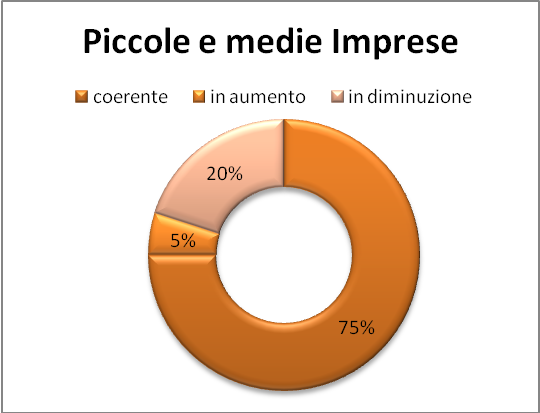 Piccole e medie Imprese
coerente in aumento in diminuzione
20%
5%
75%